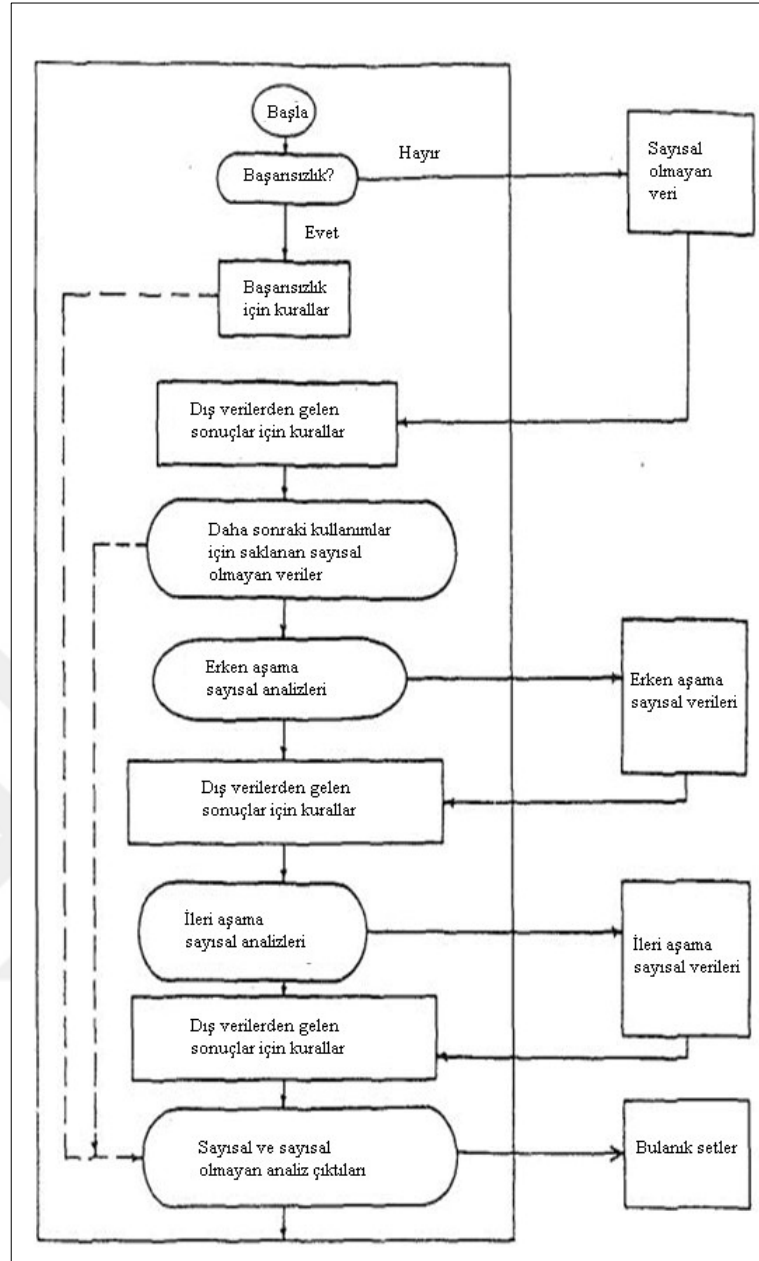 Başla
Başarısızlık?
Hayır
Sayısal
olmayan
veri
Evet
Başarısızlık
için kurallar
Dış verilerden gelen
sonuçlar için kurallar
Daha sonraki kullanımlar
için saklanan sayısal
olmayan veriler
Erken aşama
sayısal analizleri
Erken aşama
sayısal verileri
Dış verilerden gelen
sonuçlar için kurallar
İleri aşama
sayısal analizleri
İleri aşama
sayısal verileri
Dış verilerden gelen
sonuçlar için kurallar
Sayısal ve sayısal
olmayan analiz çıktıları
Bulanık setler